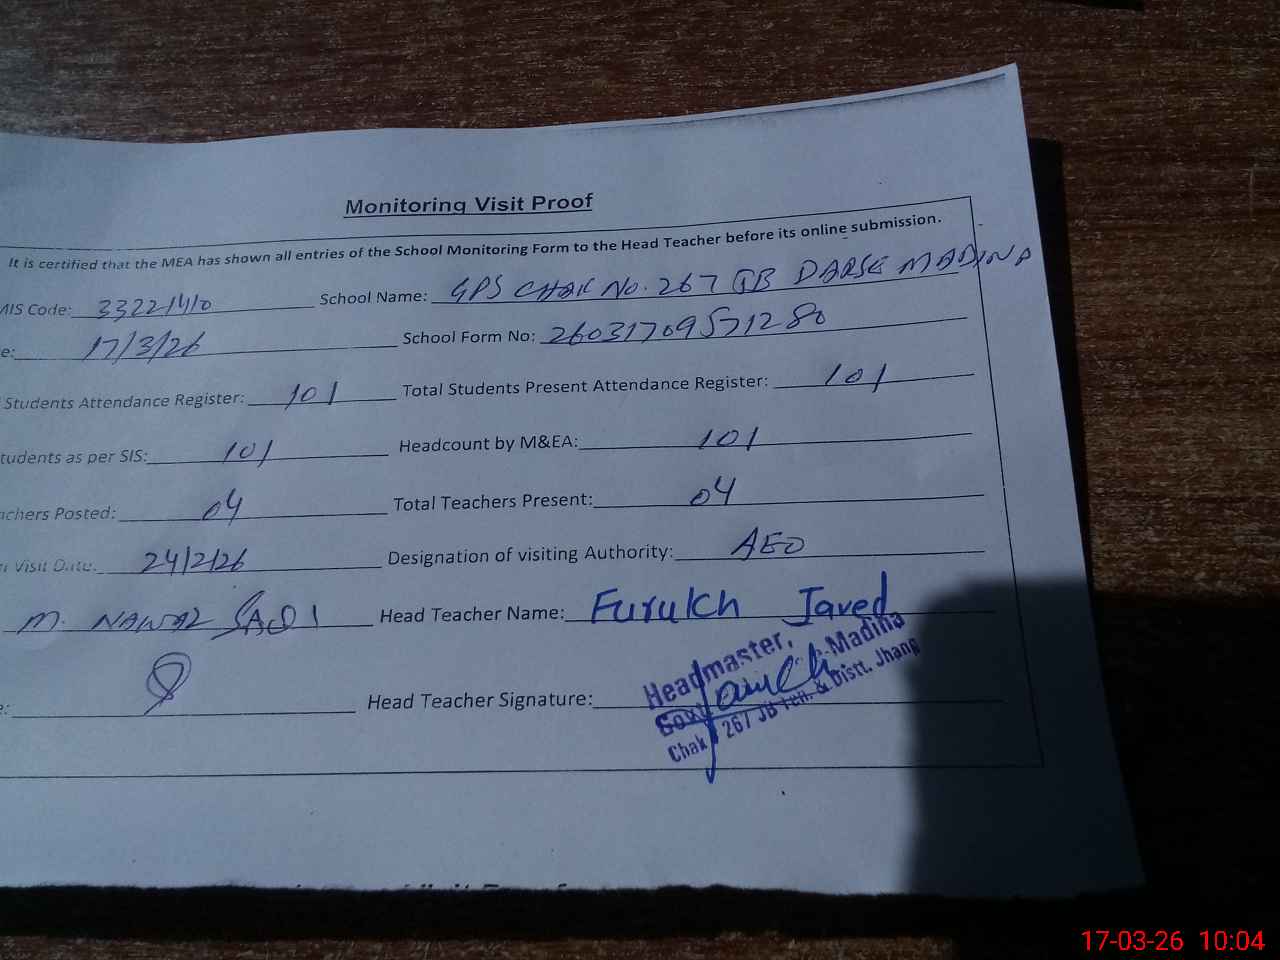 Monitoring Visit Proof
It is certified that the MEA has shown all entries of the School Monitoring Form to the Head Teacher before its online submission.
MIS Code: 33221410 School Name: GPS CHAK No. 267 JB DARSE MADINA
e: 17/3/26 School Form No: 2603170957 1280
Students Attendance Register: 101 Total Students Present Attendance Register: 101
tudents as per SIS: 101 Headcount by M&EA: 101
achers Posted: 04 Total Teachers Present: 04
Visit Date. 24/2/26 Designation of visiting Authority: AEO
M. NAWAZ Head Teacher Name: Furukh Javed
e: Head Teacher Signature:
Headmaster,
Govt Madina
Chak 267 JB Teh. & Distt. Jhang
17-03-26 10:04